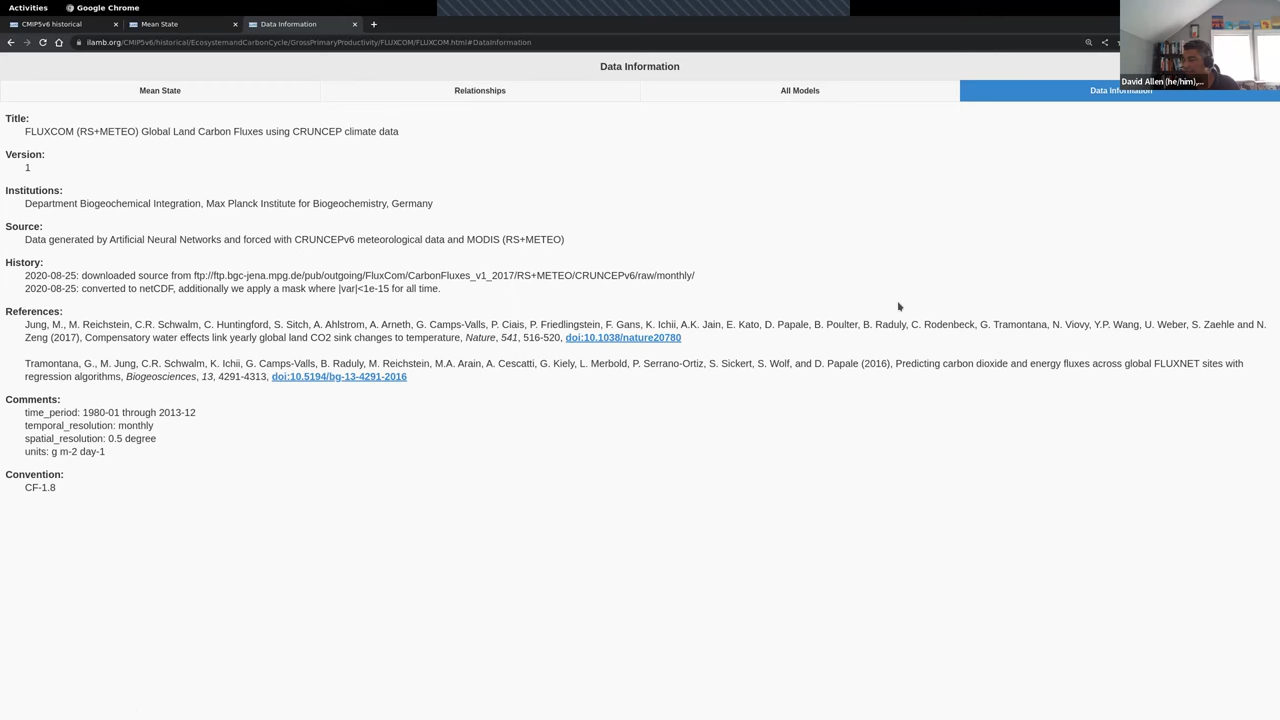 Activities
Google Chrome
CMIP5v6 historical
Mean State
Data Information
ilamb.org/CMIP5v6/historical/EcosystemandCarbonCycle/GrossPrimaryProductivity/FLUXCOM/FLUXCOM.html#DataInformation
David Allen (he/him),...
Data Information
Mean State
Relationships
All Models
Data Information
Title:
FLUXCOM (RS+METEO) Global Land Carbon Fluxes using CRUNCEP climate data
Version:
1
Institutions:
Department Biogeochemical Integration, Max Planck Institute for Biogeochemistry, Germany
Source:
Data generated by Artificial Neural Networks and forced with CRUNCEPv6 meteorological data and MODIS (RS+METEO)
History:
2020-08-25: downloaded source from ftp://ftp.bgc-jena.mpg.de/pub/outgoing/FluxCom/CarbonFluxes_v1_2017/RS+METEO/CRUNCEPv6/raw/monthly/
2020-08-25: converted to netCDF, additionally we apply a mask where |var|<1e-15 for all time.
References:
Jung, M., M. Reichstein, C.R. Schwalm, C. Huntingford, S. Sitch, A. Ahlstrom, A. Arneth, G. Camps-Valls, P. Ciais, P. Friedlingstein, F. Gans, K. Ichii, A.K. Jain, E. Kato, D. Papale, B. Poulter, B. Raduly, C. Rodenbeck, G. Tramontana, N. Viovy, Y.P. Wang, U. Weber, S. Zaehle and N.
Zeng (2017), Compensatory water effects link yearly global land CO2 sink changes to temperature, Nature, 541, 516-520, doi:10.1038/nature20780
Tramontana, G., M. Jung, C.R. Schwalm, K. Ichii, G. Camps-Valls, B. Raduly, M. Reichstein, M.A. Arain, A. Cescatti, G. Kiely, L. Merbold, P. Serrano-Ortiz, S. Sickert, S. Wolf, and D. Papale (2016), Predicting carbon dioxide and energy fluxes across global FLUXNET sites with
regression algorithms, Biogeosciences, 13, 4291-4313, doi:10.5194/bg-13-4291-2016
Comments:
time_period: 1980-01 through 2013-12
temporal_resolution: monthly
spatial_resolution: 0.5 degree
units: g m-2 day-1
Convention:
CF-1.8